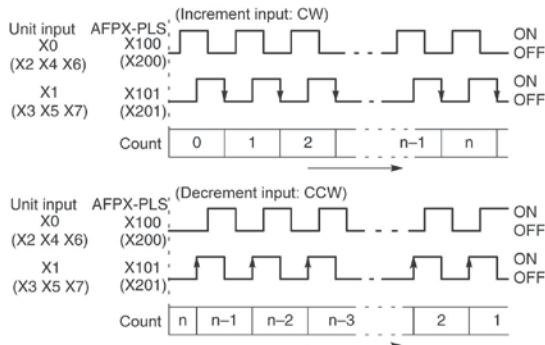 (Increment input: CW)
Unit input AFPX-PLS
X0 X100 ON
(X2 X4 X6) (X200) OFF
X1 X101 ON
(X3 X5 X7) (X201) OFF
Count 0 1 2 n–1 n
(Decrement input: CCW)
Unit input AFPX-PLS
X0 X100 ON
(X2 X4 X6) (X200) OFF
X1 X101 ON
(X3 X5 X7) (X201) OFF
Count n n–1 n–2 n–3 2 1